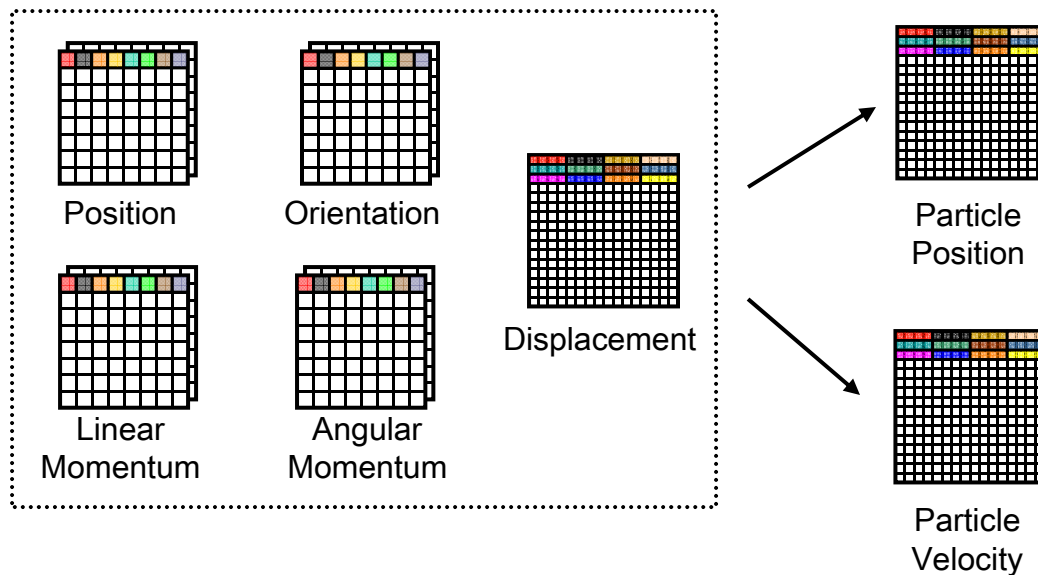 Position
Orientation
Displacement
Linear
Momentum
Angular
Momentum
Particle
Position
Particle
Velocity